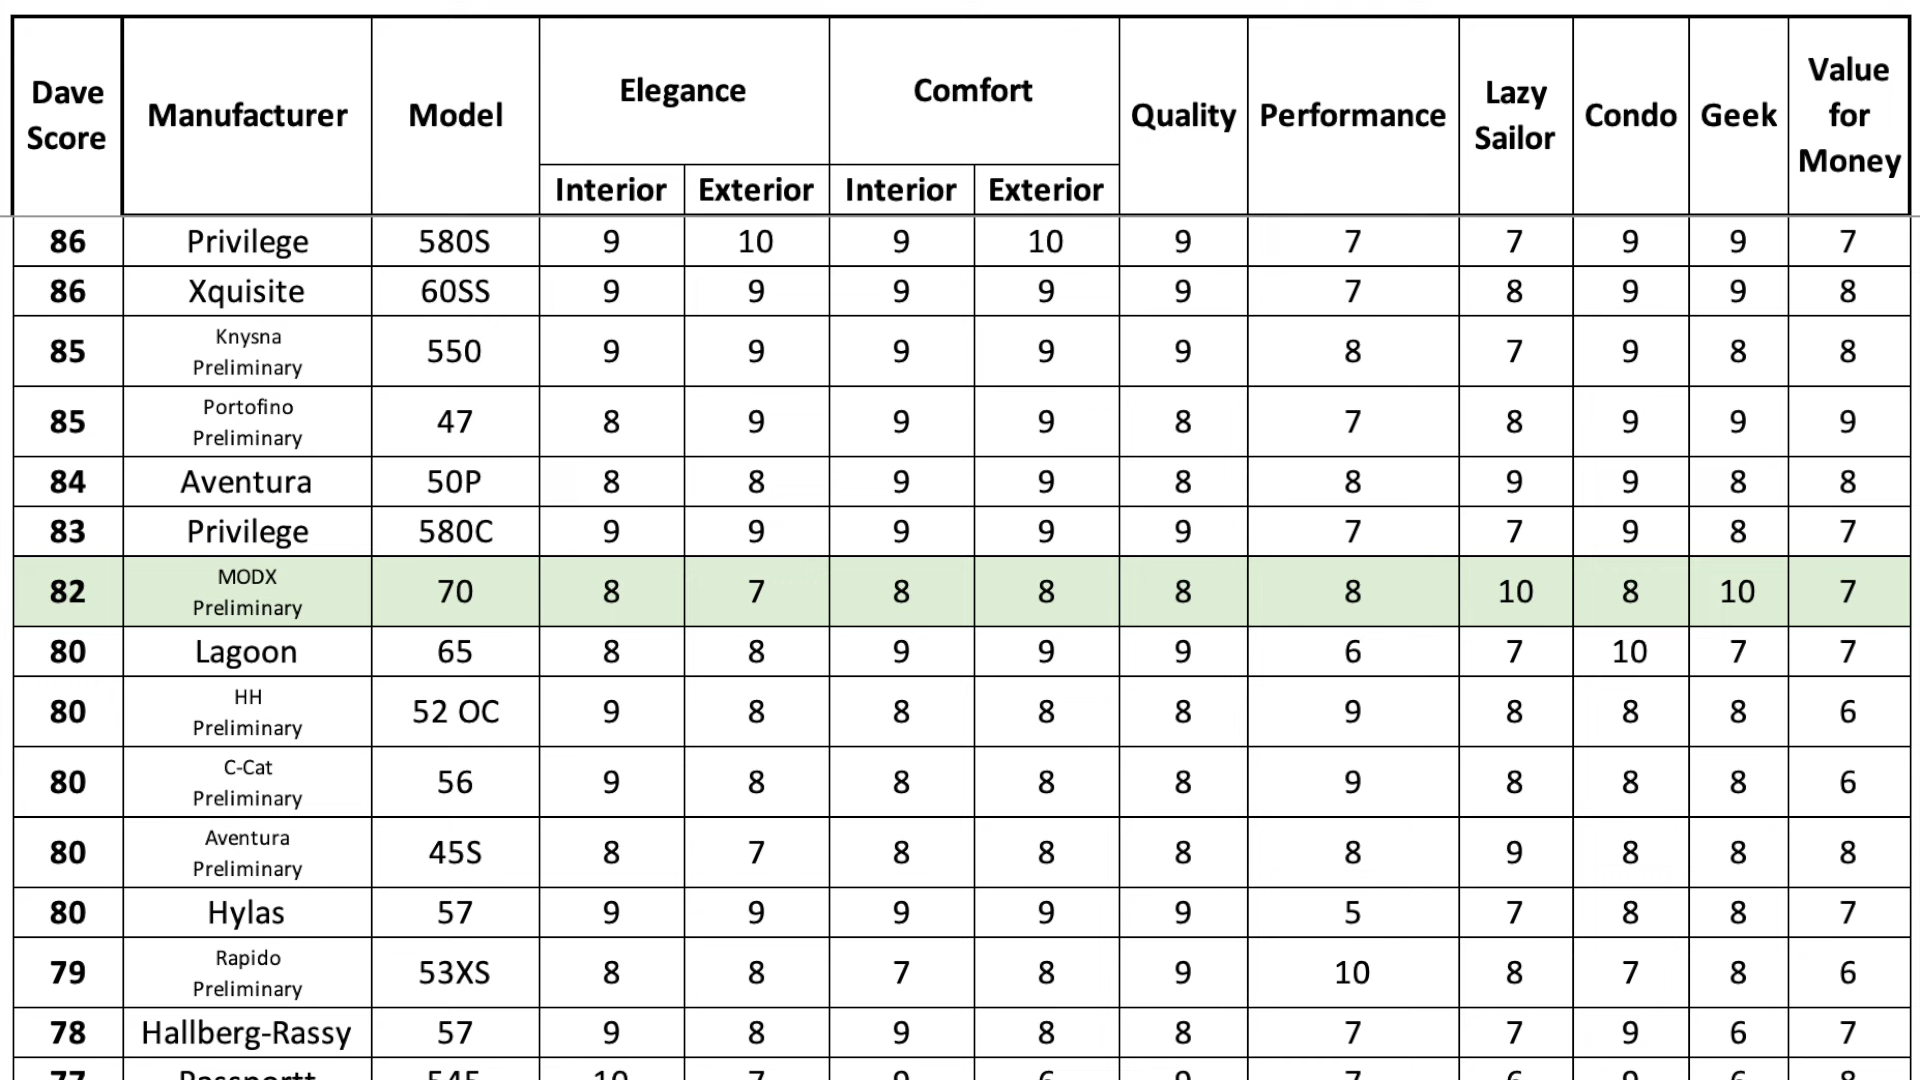 Dave Score Manufacturer Model Elegance Comfort Quality Performance Lazy Sailor Condo Geek Value for Money
Interior Exterior Interior Exterior
86 Privilege 580S 9 10 9 10 9 7 7 9 9 7
86 Xquisite 60SS 9 9 9 9 9 7 8 9 9 8
85 Knysna Preliminary 550 9 9 9 9 9 8 7 9 8 8
85 Portofino Preliminary 47 8 9 9 9 8 7 8 9 9 9
84 Aventura 50P 8 8 9 9 8 8 9 9 8 8
83 Privilege 580C 9 9 9 9 9 7 7 9 8 7
82 MODX Preliminary 70 8 7 8 8 8 8 10 8 10 7
80 Lagoon 65 8 8 9 9 9 6 7 10 7 7
80 HH Preliminary 52 OC 9 8 8 8 8 9 8 8 8 6
80 C-Cat Preliminary 56 9 8 8 8 8 9 8 8 8 6
80 Aventura Preliminary 45S 8 7 8 8 8 8 9 8 8 8
80 Hylas 57 9 9 9 9 9 5 7 8 8 7
79 Rapido Preliminary 53XS 8 8 7 8 9 10 8 7 8 6
78 Hallberg-Rassy 57 9 8 9 8 8 7 7 9 6 7